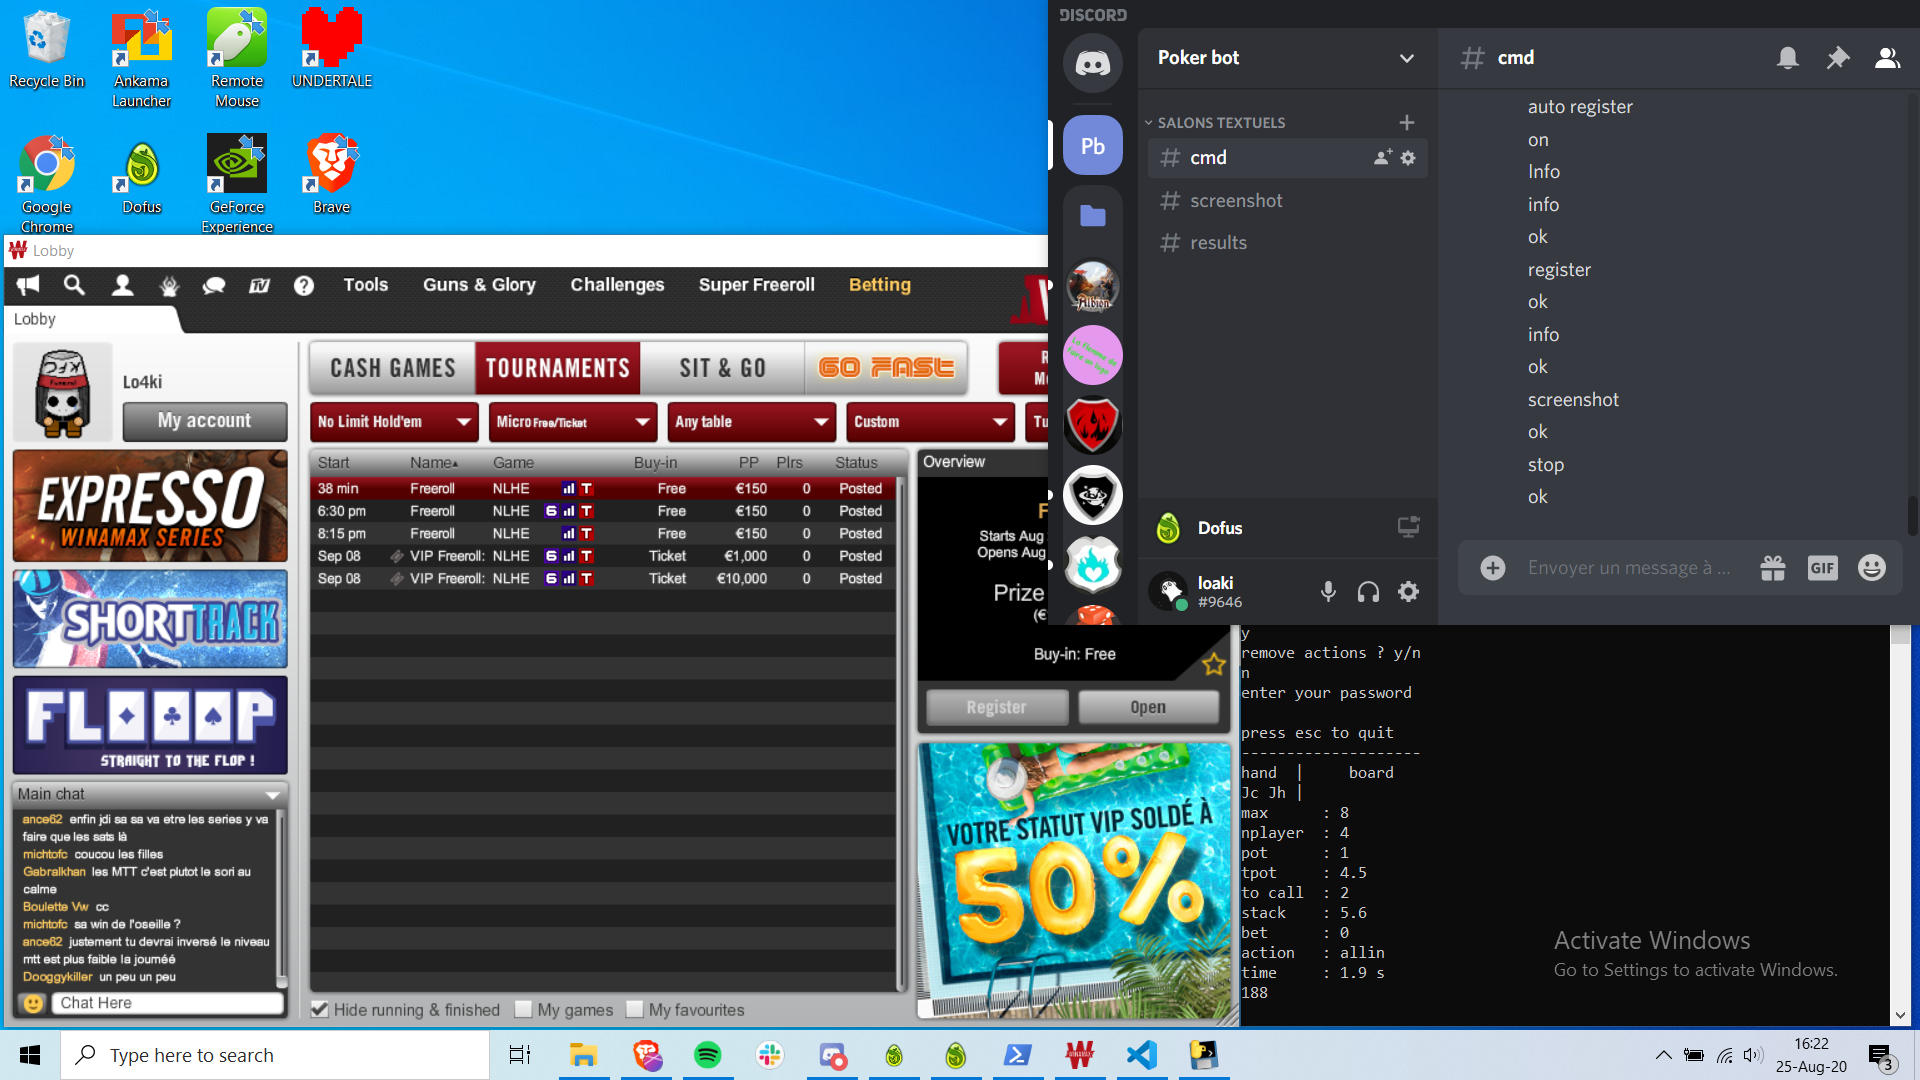 Recycle Bin
Ankama Launcher
Remote Mouse
UNDERTALE
Google Chrome
Dofus
GeForce Experience
Brave
Lobby
TV
?
Tools
Guns & Glory
Challenges
Super Freeroll
Betting
Lobby
Lo4ki
My account
CASH GAMES
TOURNAMENTS
SIT & GO
GO FAST
No Limit Hold'em
Micro Free/Ticket
Any table
Custom
EXPRESSO
WINAMAX SERIES
SHORTTRACK
FLOOOP
STRAIGHT TO THE FLOP !
Start Name Game Buy-in PP Plrs Status
38 min Freeroll NLHE T Free €150 0 Posted
6:30 pm Freeroll NLHE 6 T Free €150 0 Posted
8:15 pm Freeroll NLHE T Free €150 0 Posted
Sep 08 VIP Freeroll: NLHE 6 T Ticket €1,000 0 Posted
Sep 08 VIP Freeroll: NLHE 6 T Ticket €10,000 0 Posted
Main chat
ance62 enfin jdi sa sa va etre les series y va
faire que les sats là
michtofc coucou les filles
Gabralkhan les MTT c'est plutot le sori au
calme
Boulette Vw cc
michtofc sa win de l'oseille ?
ance62 justement tu devrai inversé le niveau
mtt est plus faible la journéé
Dooggykiller un peu un peu
Chat Here
Hide running & finished
My games
My favourites
Overview
Starts Aug
Opens Aug
Prize
(€
Buy-in: Free
Register
Open
VOTRE STATUT VIP SOLDÉ À
50%
DISCORD
Pb
Albion
Poker bot
SALONS TEXTUELS
cmd
screenshot
results
Dofus
loaki
#9646
cmd
auto register
on
Info
info
ok
register
ok
info
ok
screenshot
ok
stop
ok
Envoyer un message à ...
GIF
y
remove actions ? y/n
n
enter your password
press esc to quit
--------------------
hand | board
Jc Jh |
max : 8
nplayer : 4
pot : 1
tpot : 4.5
to call : 2
stack : 5.6
bet : 0
action : allin
time : 1.9 s
188
Activate Windows
Go to Settings to activate Windows.
Type here to search
16:22
25-Aug-20
3